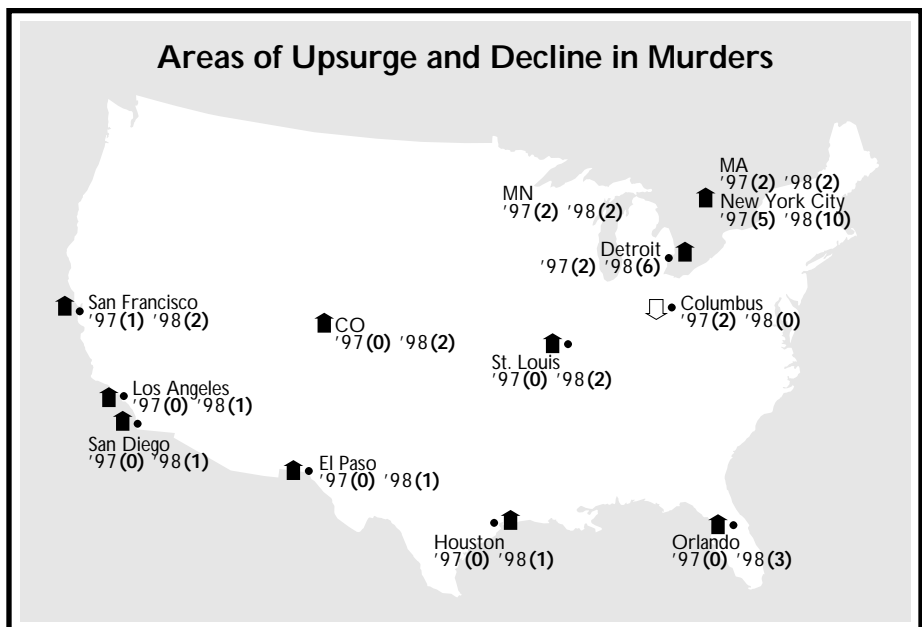 Areas of Upsurge and Decline in Murders
MA
'97(2) '98(2)
New York City
'97(5) '98(10)
MN
'97(2) '98(2)
Detroit
'97(2) '98(6)
San Francisco
'97(1) '98(2)
CO
'97(0) '98(2)
Columbus
'97(2) '98(0)
St. Louis
'97(0) '98(2)
Los Angeles
'97(0) '98(1)
San Diego
'97(0) '98(1)
El Paso
'97(0) '98(1)
Houston
'97(0) '98(1)
Orlando
'97(0) '98(3)